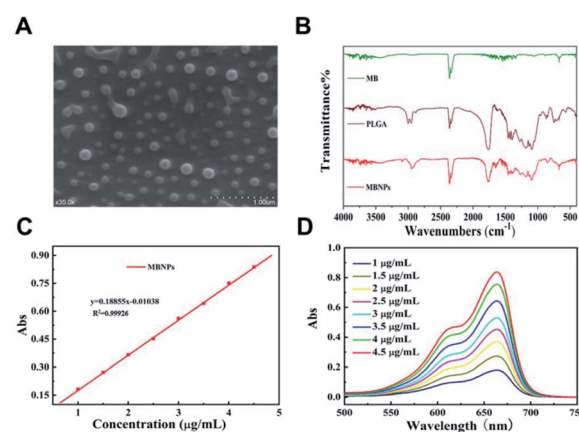 A
x35.0k
1.00um
B
Transmittance%
MB
PLGA
MBNPs
4000 3500 3000 2500 2000 1500 1000 500
Wavenumbers (cm-1)
C
Abs
0.90
0.75
0.60
0.45
0.30
0.15
MBNPs
y=0.18855x-0.01038
R2=0.99926
1 2 3 4 5
Concentration (μg/mL)
D
Abs
1.0
0.8
0.6
0.4
0.2
0.0
1 μg/mL
1.5 μg/mL
2 μg/mL
2.5 μg/mL
3 μg/mL
3.5 μg/mL
4 μg/mL
4.5 μg/mL
500 550 600 650 700 75
Wavelength (nm)